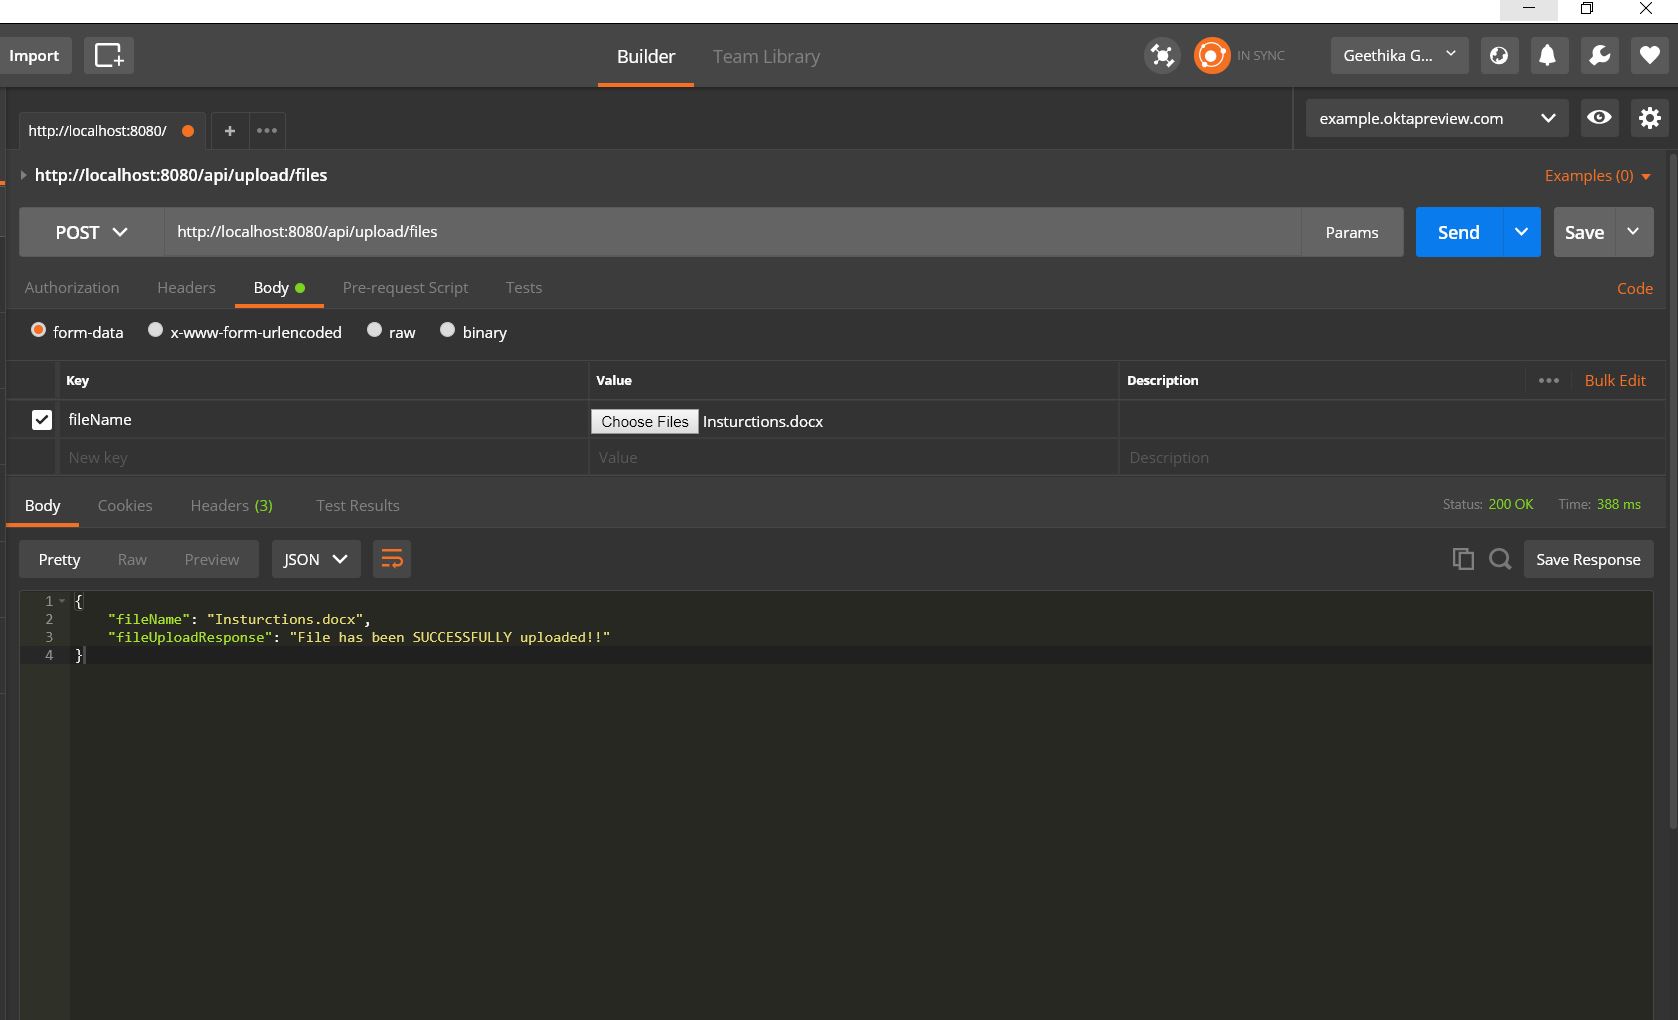 Import
Builder Team Library
IN SYNC
Geethika G...
http://localhost:8080/
+ •••
example.oktapreview.com
http://localhost:8080/api/upload/files
Examples (0)
POST http://localhost:8080/api/upload/files Params Send Save
Authorization Headers Body Pre-request Script Tests Code
form-data x-www-form-urlencoded raw binary
Key Value Description ••• Bulk Edit
fileName Choose Files Insturctions.docx
New key Value Description
Body Cookies Headers (3) Test Results Status: 200 OK Time: 388 ms
Pretty Raw Preview JSON Save Response
1 {
2 "fileName": "Insturctions.docx",
3 "fileUploadResponse": "File has been SUCCESSFULLY uploaded!!"
4 }